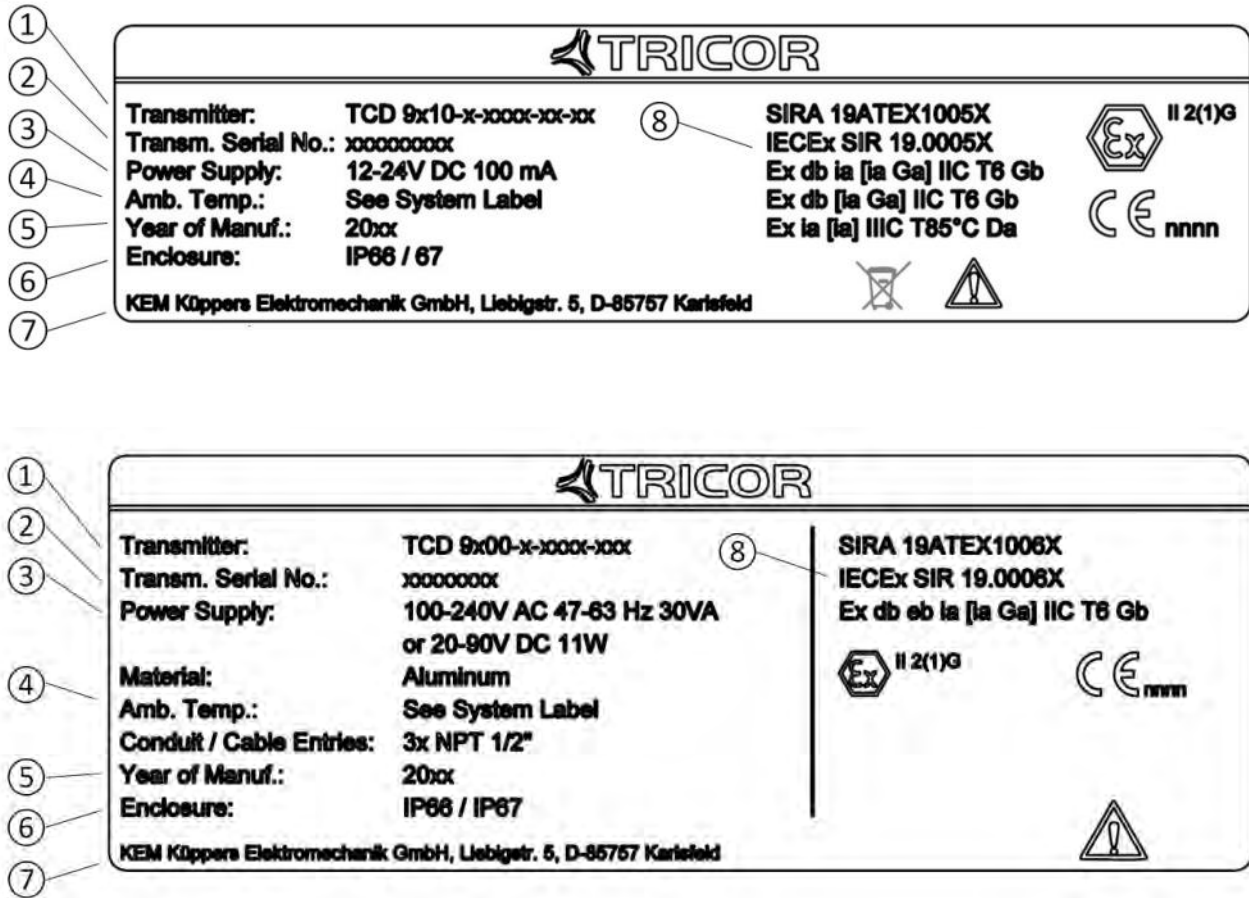 TRICOR
① Transmitter: TCD 9x10-x-xxxx-xx-xx
② Transm. Serial No.: xxxxxxxxx
③ Power Supply: 12-24V DC 100 mA
④ Amb. Temp.: See System Label
⑤ Year of Manuf.: 20xx
⑥ Enclosure: IP66 / 67
⑦ KEM Küppers Elektromechanik GmbH, Liebigstr. 5, D-85757 Karlsfeld
⑧ SIRA 19ATEX1005X
IECEx SIR 19.0005X
Ex db ia [ia Ga] IIC T6 Gb
Ex db [ia Ga] IIC T6 Gb
Ex ia [ia] IIIC T85°C Da
Ex II 2(1)G
CE nnnn
TRICOR
① Transmitter: TCD 9x00-x-xxxx-xxx
② Transm. Serial No.: xxxxxxxx
③ Power Supply: 100-240V AC 47-63 Hz 30VA
or 20-90V DC 11W
Material: Aluminum
④ Amb. Temp.: See System Label
Conduit / Cable Entries: 3x NPT 1/2"
⑤ Year of Manuf.: 20xx
⑥ Enclosure: IP66 / IP67
⑦ KEM Küppers Elektromechanik GmbH, Liebigstr. 5, D-85757 Karlsfeld
⑧ SIRA 19ATEX1006X
IECEx SIR 19.0006X
Ex db eb ia [ia Ga] IIC T6 Gb
Ex II 2(1)G
CE nnnn